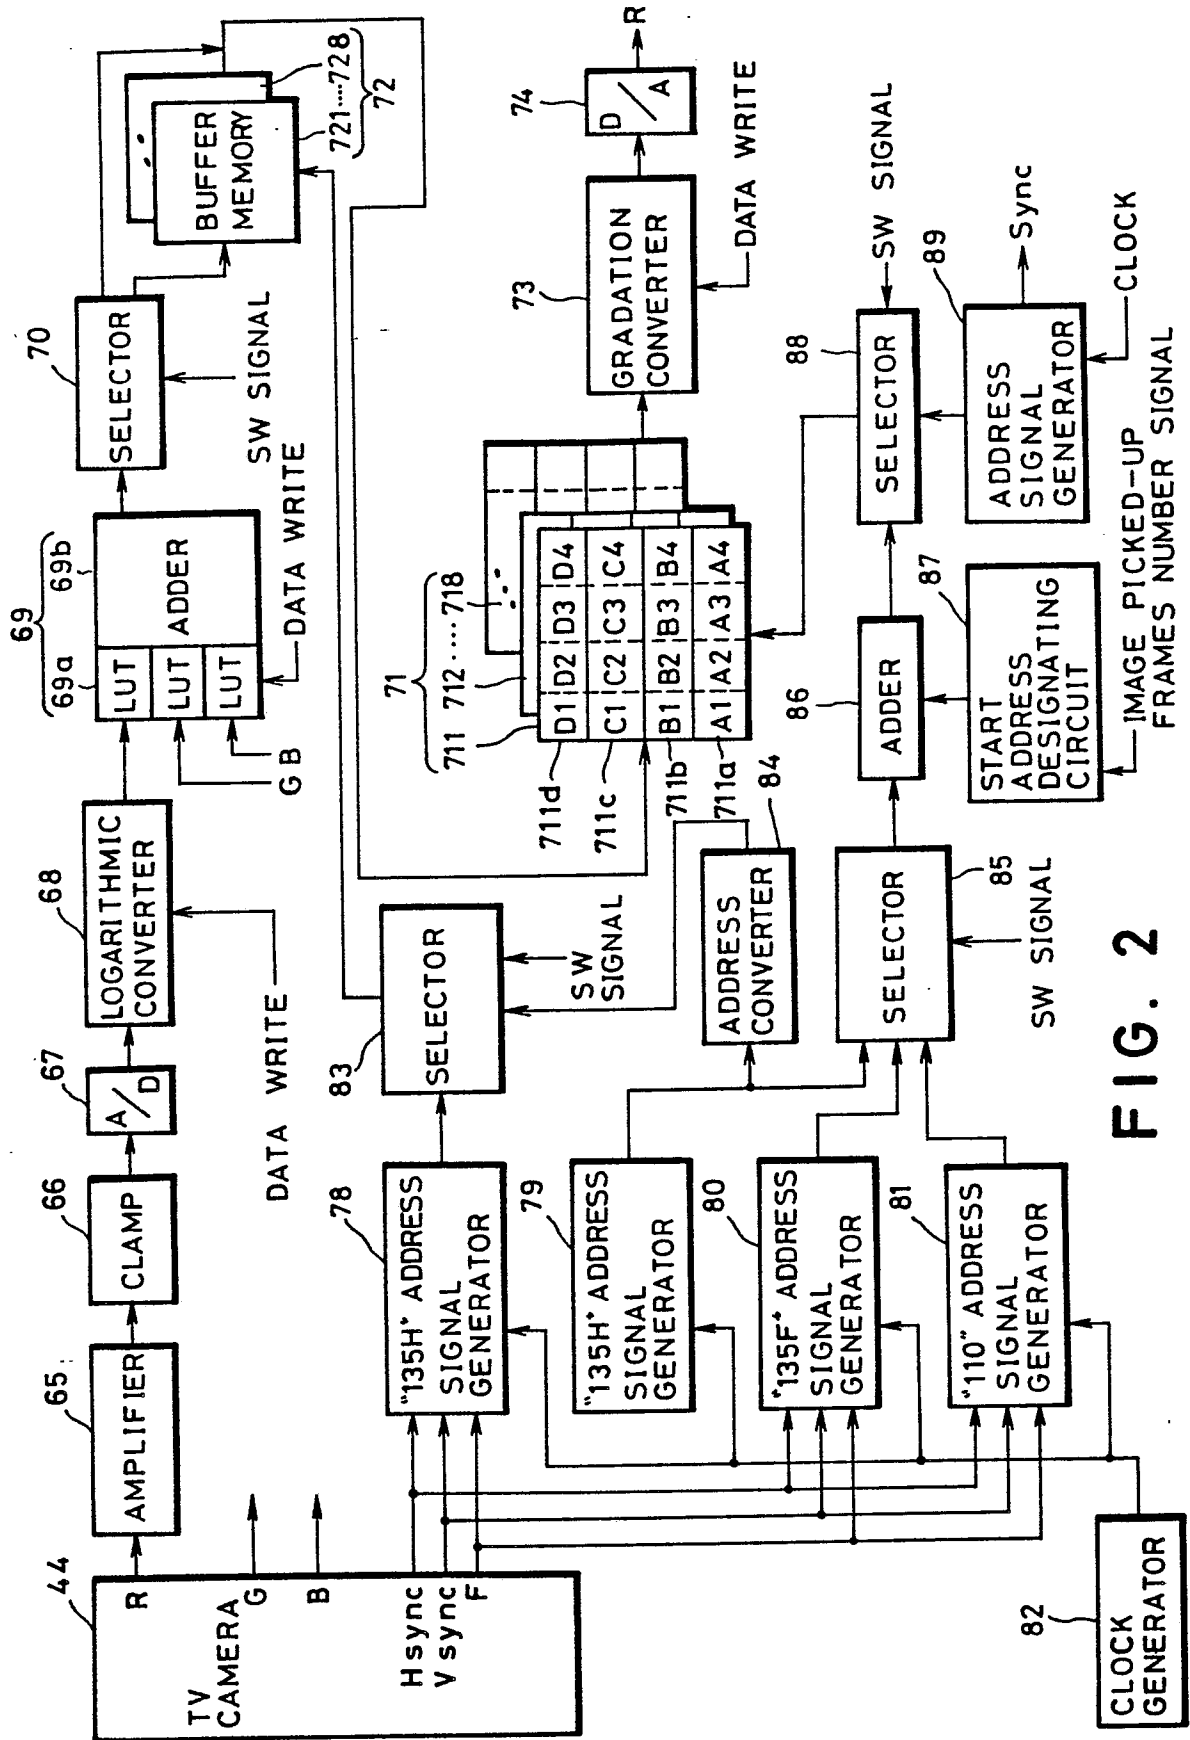 44
TV
CAMERA
R
G
B
Hsync
Vsync
F
65
AMPLIFIER
66
CLAMP
67
A/D
68
LOGARITHMIC
CONVERTER
DATA WRITE
69
69a
69b
LUT
LUT
LUT
ADDER
G
B
DATA WRITE
70
SELECTOR
SW SIGNAL
BUFFER
MEMORY
721....728
72
78
"135H" ADDRESS
SIGNAL
GENERATOR
83
SELECTOR
SW
SIGNAL
79
"135H" ADDRESS
SIGNAL
GENERATOR
84
ADDRESS
CONVERTER
80
"135F" ADDRESS
SIGNAL
GENERATOR
81
"110" ADDRESS
SIGNAL
GENERATOR
82
CLOCK
GENERATOR
71
711
712
....718
711d
711c
711b
711a
D1 D2 D3 D4
C1 C2 C3 C4
B1 B2 B3 B4
A1 A2 A3 A4
73
GRADATION
CONVERTER
DATA WRITE
74
D/A
R
85
SELECTOR
SW SIGNAL
86
ADDER
87
START
ADDRESS
DESIGNATING
CIRCUIT
IMAGE PICKED-UP
FRAMES NUMBER SIGNAL
88
SELECTOR
SW SIGNAL
89
ADDRESS
SIGNAL
GENERATOR
Sync
CLOCK
FIG. 2